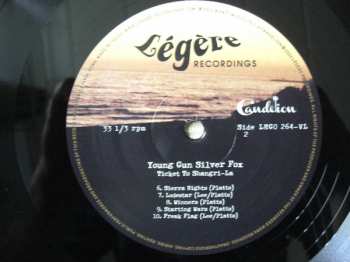 Légère
RECORDINGS
Candelion
33 1/3 rpm
Side LEGO 264-VL
2
Young Gun Silver Fox
Ticket To Shangri-La
6. Sierra Nights (Platts)
7. Lodestar (Lee/Platts)
8. Winners (Platts)
9. Starting Wars (Platts)
10. Freak Flag (Lee/Platts)